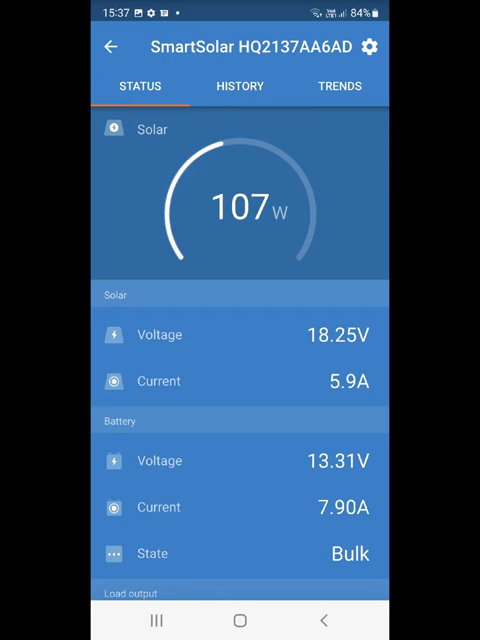 15:37 84%
SmartSolar HQ2137AA6AD
STATUS HISTORY TRENDS
Solar
107W
Solar
Voltage 18.25V
Current 5.9A
Battery
Voltage 13.31V
Current 7.90A
State Bulk
Load output